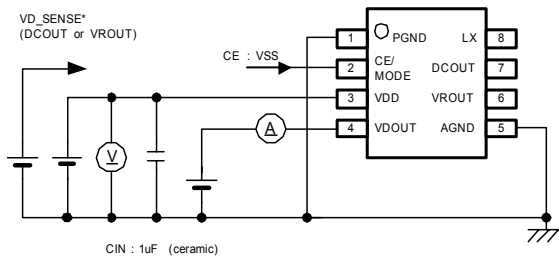 VD_SENSE*
(DCOUT or VROUT)
CE : VSS
1 PGND LX 8
2 CE/ MODE DCOUT 7
3 VDD VROUT 6
4 VDOUT AGND 5
V
A
CIN : 1uF (ceramic)